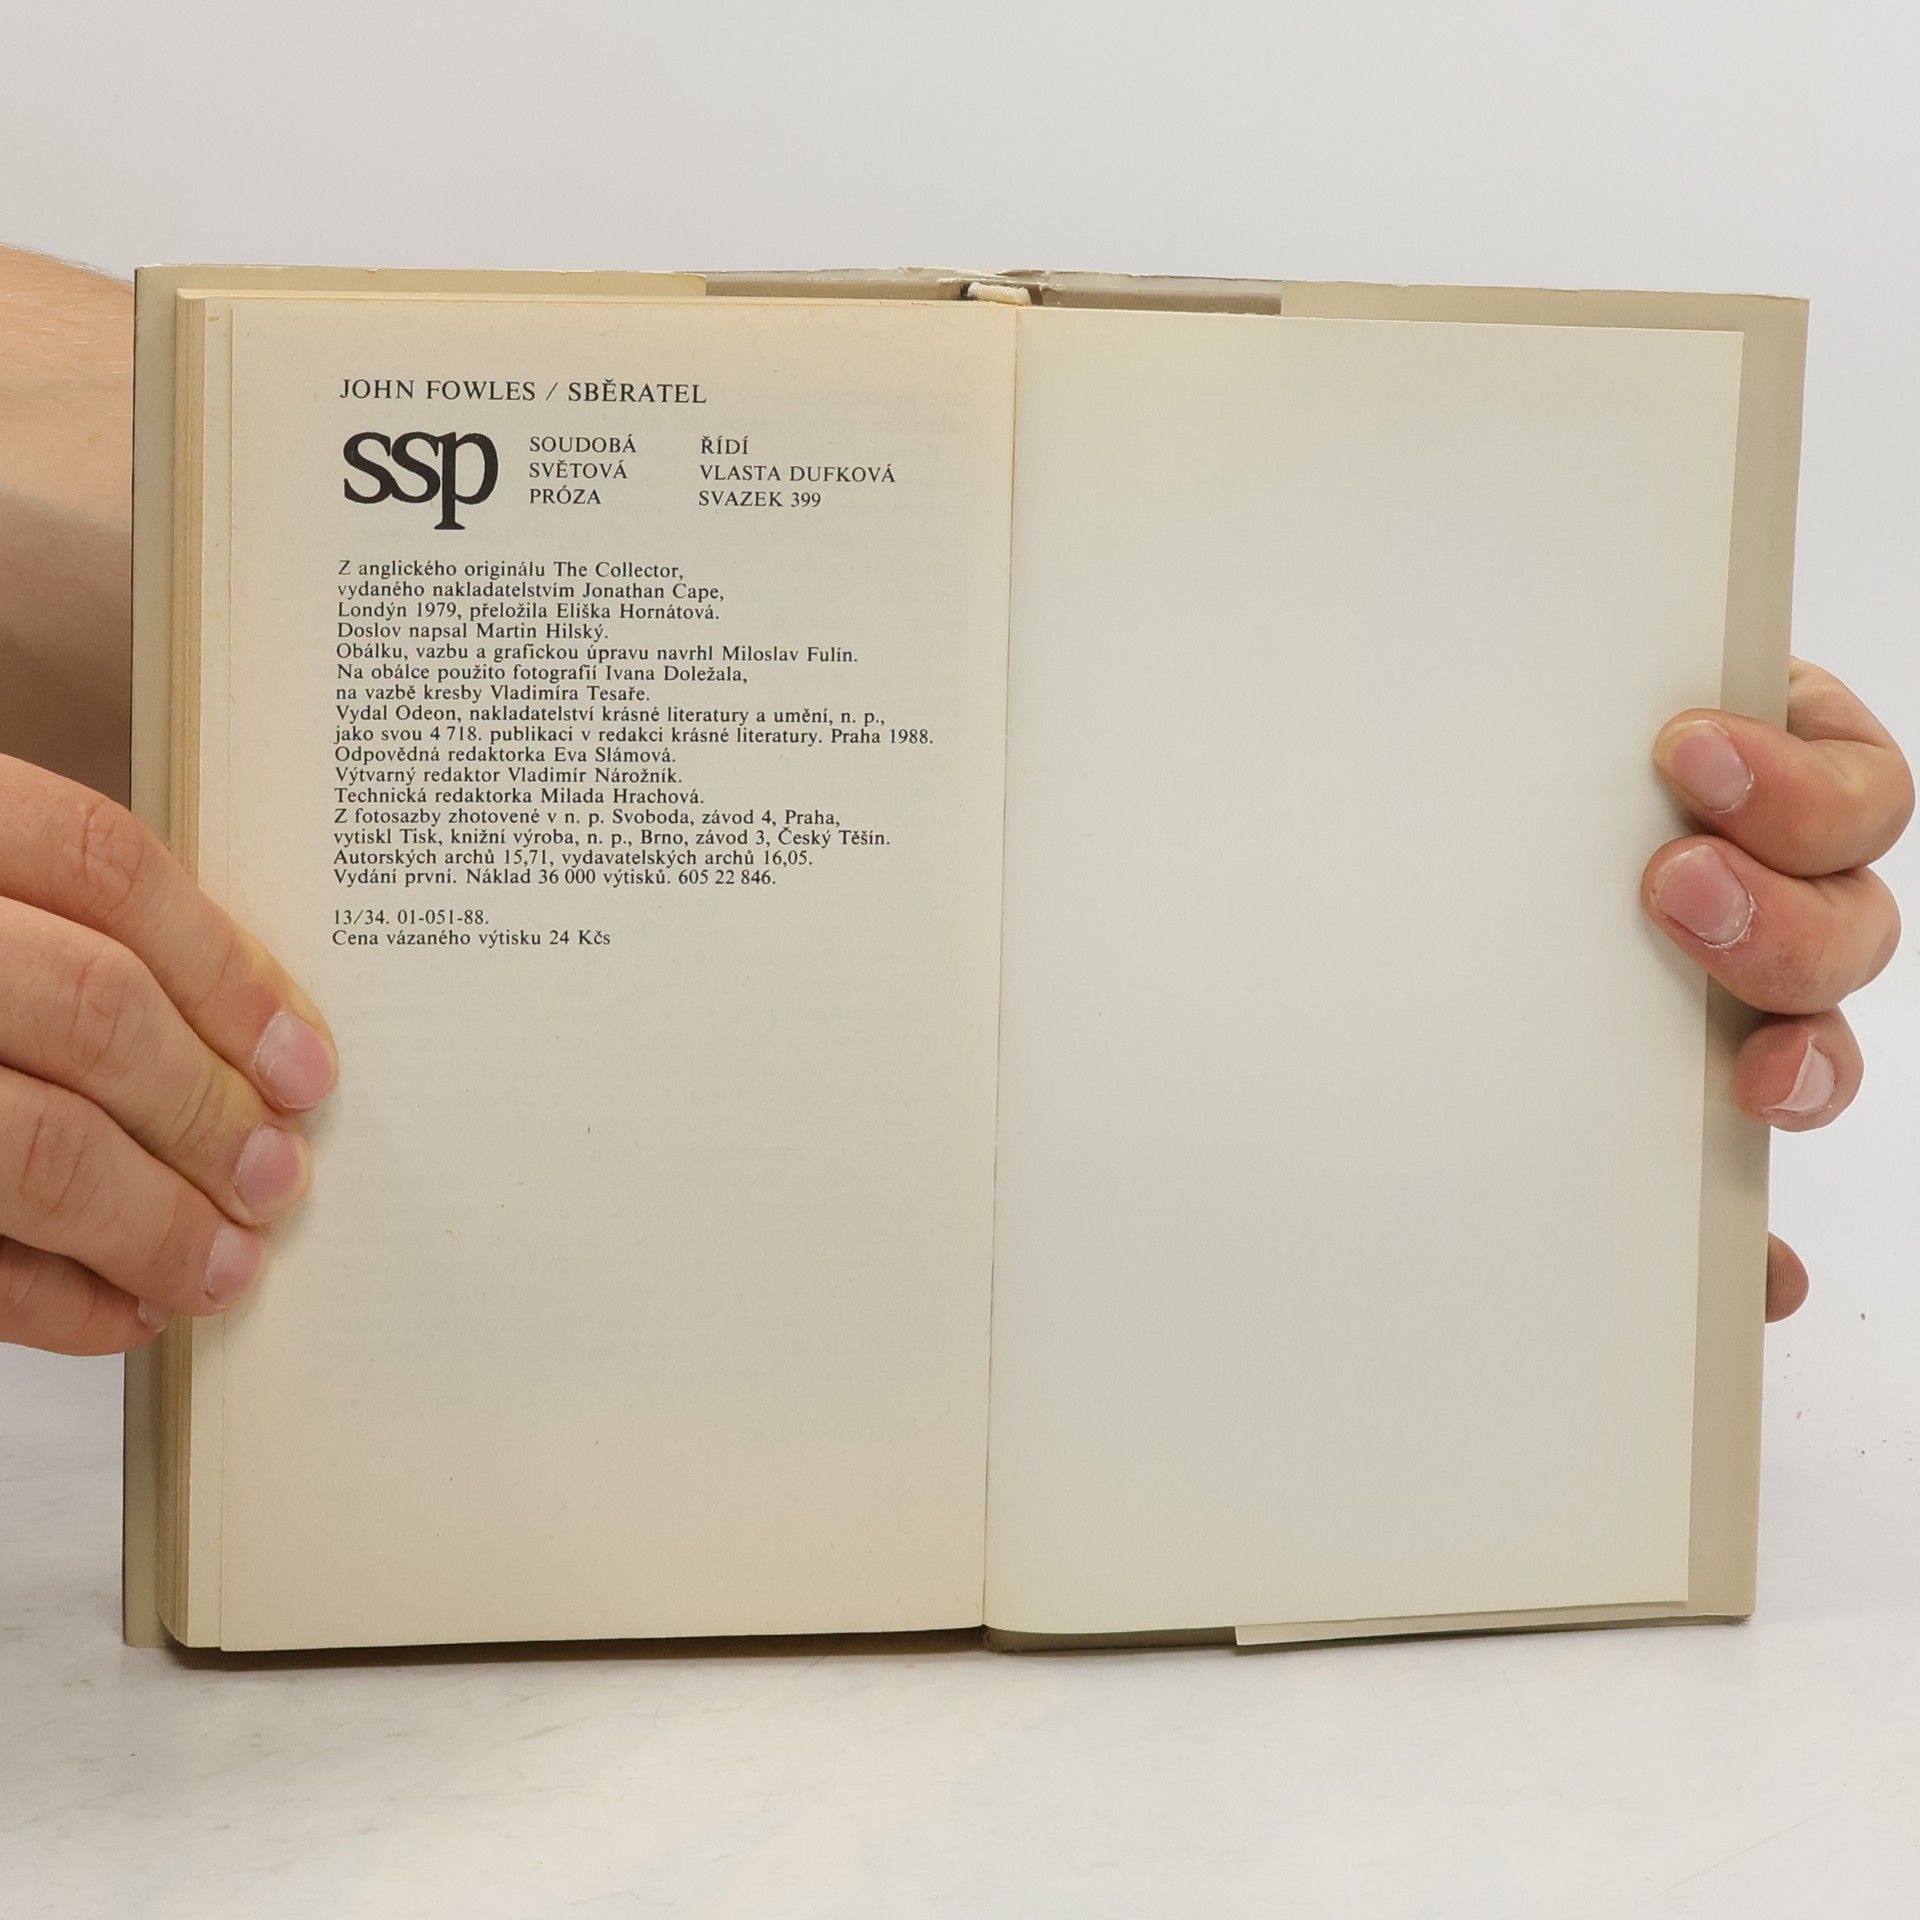 JOHN FOWLES / SBĚRATEL
ssp
SOUDOBÁ
SVĚTOVÁ
PRÓZA
ŘÍDÍ
VLASTA DUFKOVÁ
SVAZEK 399
Z anglického originálu The Collector,
vydaného nakladatelstvím Jonathan Cape,
Londýn 1979, přeložila Eliška Hornátová.
Doslov napsal Martin Hilský.
Obálku, vazbu a grafickou úpravu navrhl Miloslav Fulín.
Na obálce použito fotografií Ivana Doležala,
na vazbě kresby Vladimíra Tesaře.
Vydal Odeon, nakladatelství krásné literatury a umění, n. p.,
jako svou 4 718. publikaci v redakci krásné literatury. Praha 1988.
Odpovědná redaktorka Eva Slámová.
Výtvarný redaktor Vladimír Nárožník.
Technická redaktorka Milada Hrachová.
Z fotosazby zhotovené v n. p. Svoboda, závod 4, Praha,
vytiskl Tisk, knižní výroba, n. p., Brno, závod 3, Český Těšín.
Autorských archů 15,71, vydavatelských archů 16,05.
Vydání první. Náklad 36 000 výtisků. 605 22 846.
13/34. 01-051-88.
Cena vázaného výtisku 24 Kčs